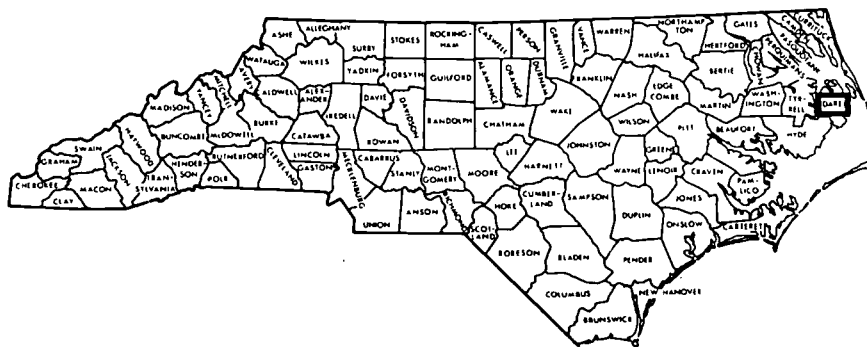 ASHE
ALLEGHANY
SURRY
STOKES
ROCKING-
HAM
CASWELL
PERSON
GRANVILLE
VANCE
WARREN
NORTHAMP
TON
GATES
CURRITUCK
CAMDEN
PASQUOTANK
PERQUIMANS
CHOWAN
HERTFORD
HALIFAX
BERTIE
WATAUGA
WILKES
YADKIN
FORSYTH
GUILFORD
ALAMANCE
ORANGE
DURHAM
FRANKLIN
NASH
EDGE
COMBE
MARTIN
WASH-
INGTON
TYR-
RELL
DARE
MITCHELL
AVERY
CALDWELL
ALEX-
ANDER
IREDELL
DAVIE
DAVIDSON
RANDOLPH
CHATHAM
WAKE
WILSON
PITT
BEAUFORT
HYDE
MADISON
YANCEY
BURKE
CATAWBA
ROWAN
LEE
JOHNSTON
GREEN
SWAIN
HAYWOOD
BUNCOMBE
McDOWELL
LINCOLN
CABARRUS
STANLY
MONT-
GOMERY
MOORE
HARNETT
WAYNE
LENOIR
CRAVEN
PAM-
LICO
GRAHAM
JACKSON
HENDER-
SON
RUTHERFORD
CLEVELAND
GASTON
MECKLENBURG
CHEROKEE
MACON
TRAN-
SYLVANIA
POLK
CLAY
UNION
ANSON
RICHMOND
SCOT-
LAND
HOKE
CUMBER-
LAND
SAMPSON
DUPLIN
JONES
ONSLOW
CARTERET
ROBESON
BLADEN
PENDER
COLUMBUS
NEW HANOVER
BRUNSWICK